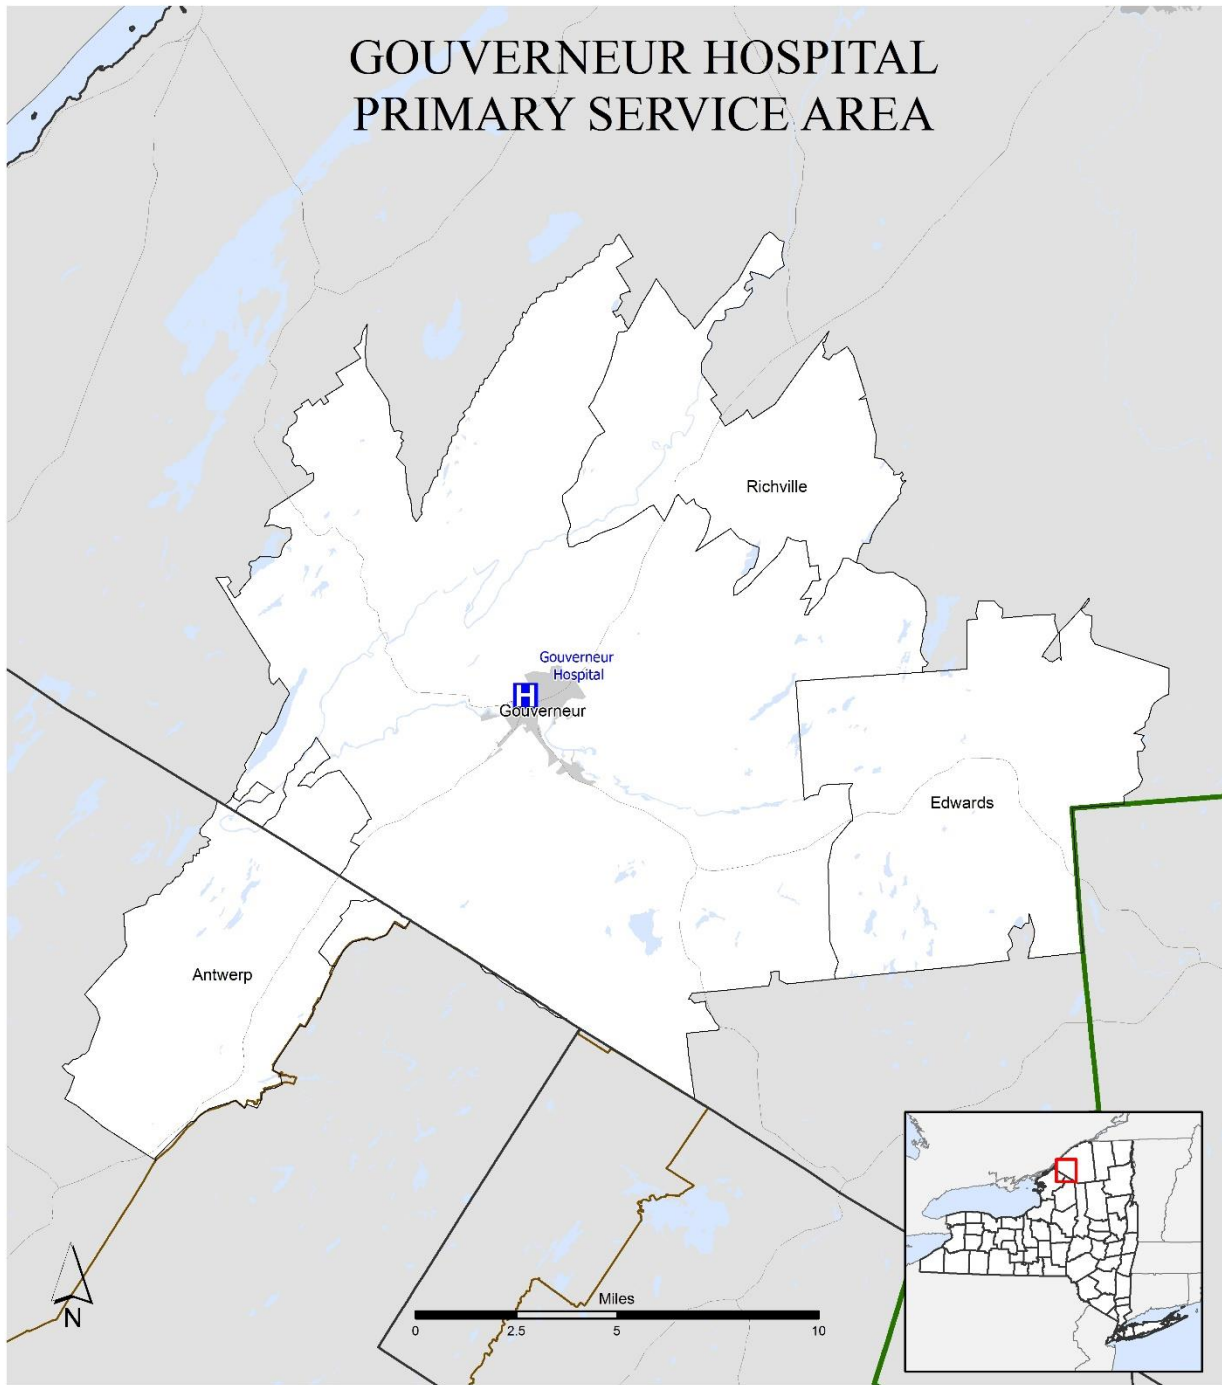 GOUVERNEUR HOSPITAL
PRIMARY SERVICE AREA
Richville
Gouverneur
Hospital
H
Gouverneur
Edwards
Antwerp
N
Miles
0 2.5 5 10